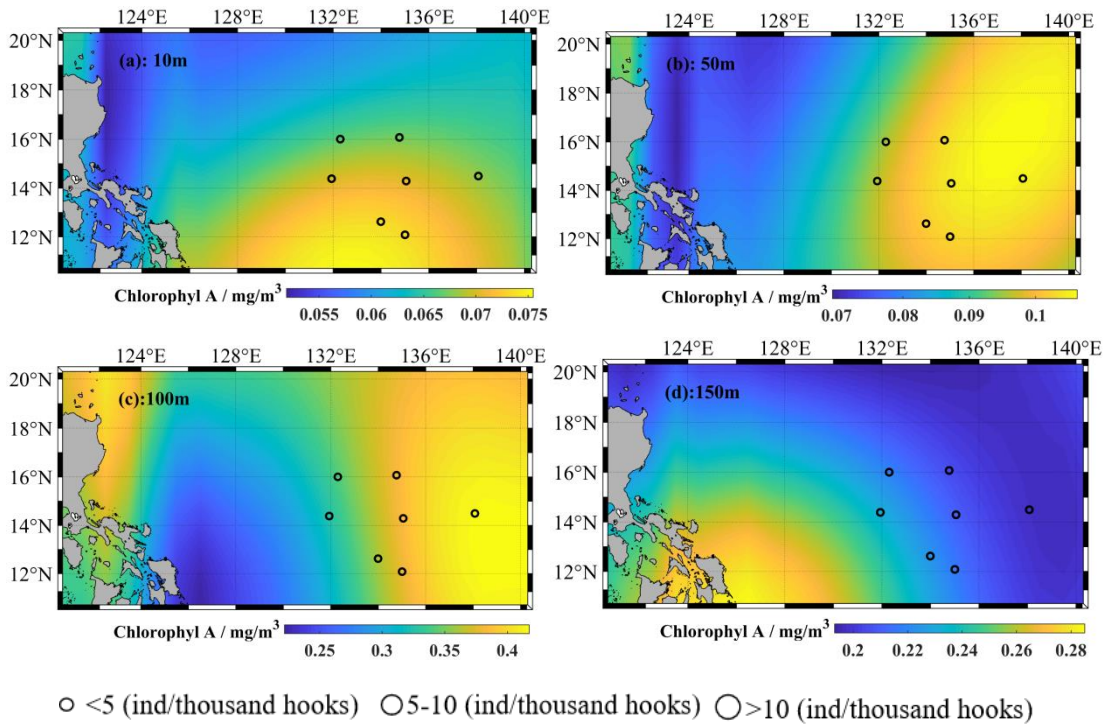 124°E 128°E 132°E 136°E 140°E
20°N
18°N
16°N
14°N
12°N
(a): 10m
Chlorophyl A / mg/m³
0.055 0.06 0.065 0.07 0.075
124°E 128°E 132°E 135°E 140°E
20°N
18°N
16°N
14°N
12°N
(b): 50m
Chlorophyl A / mg/m³
0.07 0.08 0.09 0.1
124°E 128°E 132°E 135°E 140°E
20°N
18°N
16°N
14°N
12°N
(c):100m
Chlorophyl A / mg/m³
0.25 0.3 0.35 0.4
124°E 128°E 132°E 135°E 140°E
20°N
18°N
16°N
14°N
12°N
(d):150m
Chlorophyl A / mg/m³
0.2 0.22 0.24 0.26 0.28
<5 (ind/thousand hooks) 5-10 (ind/thousand hooks) >10 (ind/thousand hooks)